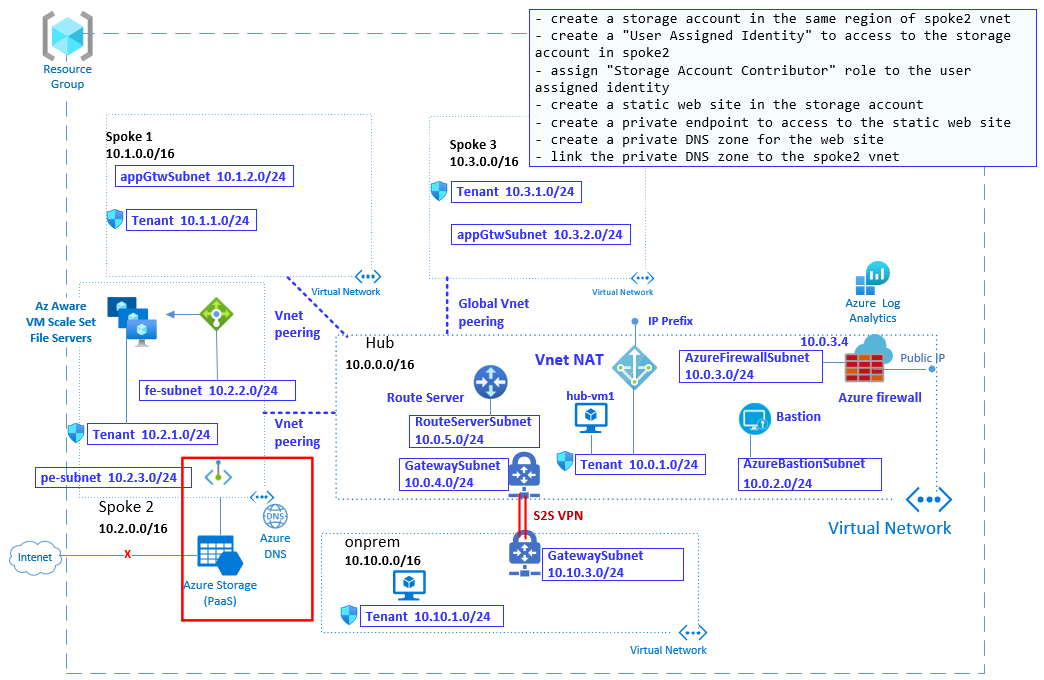 - create a storage account in the same region of spoke2 vnet
- create a "User Assigned Identity" to access to the storage
account in spoke2
- assign "Storage Account Contributor" role to the user
assigned identity
- create a static web site in the storage account
- create a private endpoint to access to the static web site
- create a private DNS zone for the web site
- link the private DNS zone to the spoke2 vnet
Resource
Group
Spoke 1
10.1.0.0/16
appGtwSubnet 10.1.2.0/24
Tenant 10.1.1.0/24
Virtual Network
Spoke 3
10.3.0.0/16
Tenant 10.3.1.0/24
appGtwSubnet 10.3.2.0/24
Virtual Network
Azure Log
Analytics
Az Aware
VM Scale Set
File Servers
Vnet
peering
Global Vnet
peering
IP Prefix
Hub
10.0.0.0/16
Vnet NAT
10.0.3.4
AzureFirewallSubnet
10.0.3.0/24
Public IP
Azure firewall
Route Server
hub-vm1
fe-subnet 10.2.2.0/24
RouteServerSubnet
10.0.5.0/24
Bastion
Tenant 10.2.1.0/24
Vnet
peering
GatewaySubnet
10.0.4.0/24
Tenant 10.0.1.0/24
AzureBastionSubnet
10.0.2.0/24
pe-subnet 10.2.3.0/24
Spoke 2
10.2.0.0/16
S2S VPN
Virtual Network
Intenet
X
DNS
Azure
DNS
Azure Storage
(PaaS)
onprem
10.10.0.0/16
GatewaySubnet
10.10.3.0/24
Tenant 10.10.1.0/24
Virtual Network